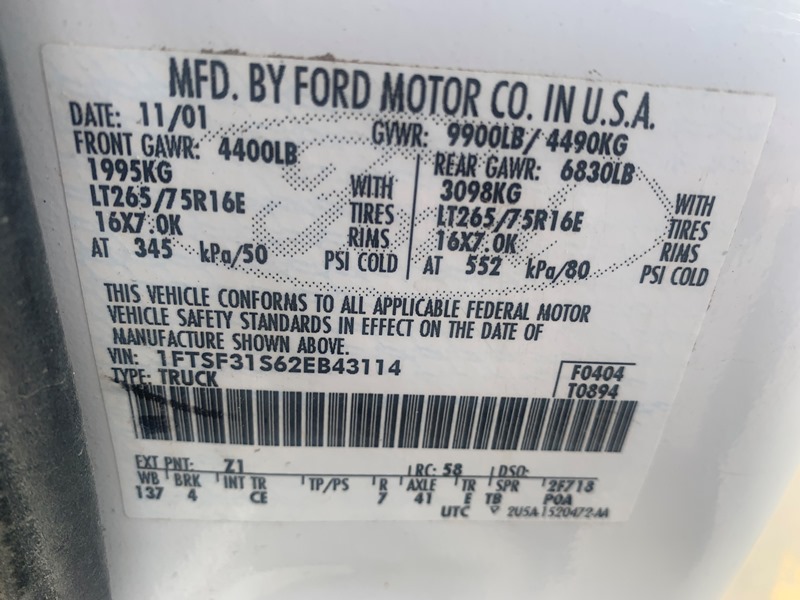 MFD. BY FORD MOTOR CO. IN U.S.A.
DATE: 11/01 GVWR: 9900LB/ 4490KG
FRONT GAWR: 4400LB REAR GAWR: 6830LB
1995KG WITH 3098KG WITH
LT265/75R16E TIRES LT265/75R16E TIRES
16X7.0K RIMS 16X7.0K RIMS
AT 345 kPa/50 PSI COLD AT 552 kPa/80 PSI COLD
THIS VEHICLE CONFORMS TO ALL APPLICABLE FEDERAL MOTOR
VEHICLE SAFETY STANDARDS IN EFFECT ON THE DATE OF
MANUFACTURE SHOWN ABOVE.
VIN: 1FTSF31S62EB43114 F0404
TYPE: TRUCK T0894
EXT PNT: Z1 RC: 58 DSO:
WB BRK INT TR TP/PS R AXLE TR SPR 2F713
137 4 CE 7 41 E TB POA
UTC 2U5A-1520472-AA